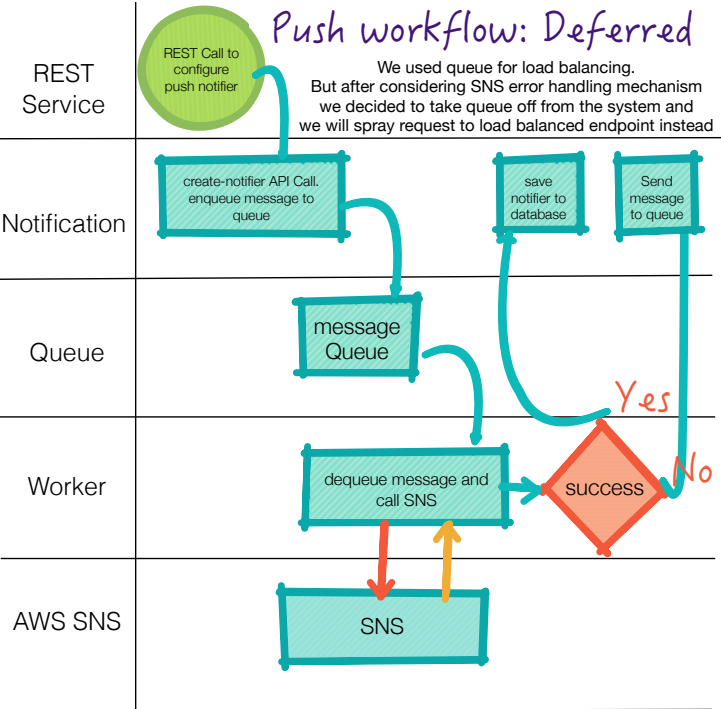 Push workflow: Deferred
We used queue for load balancing.
But after considering SNS error handling mechanism
we decided to take queue off from the system and
we will spray request to load balanced endpoint instead
REST
Service
REST Call to
configure
push notifier
Notification
create-notifier API Call.
enqueue message to
queue
save
notifier to
database
Send
message
to queue
Queue
message
Queue
Yes
Worker
dequeue message and
call SNS
success
No
AWS SNS
SNS